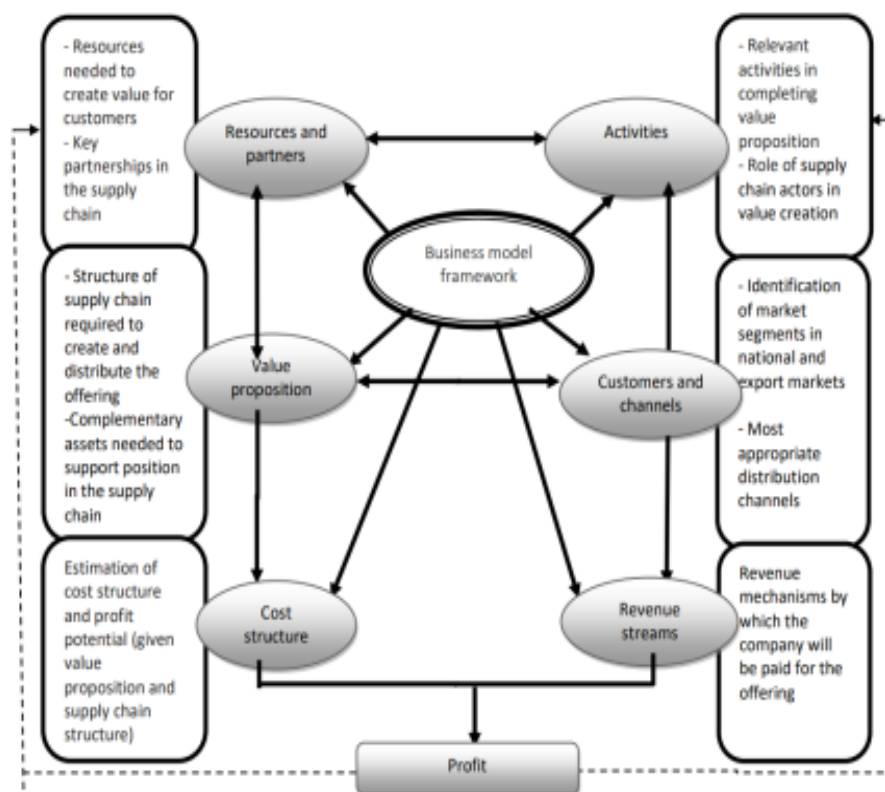 - Resources
needed to
create value for
customers
- Key
partnerships in
the supply
chain
Resources and
partners
Activities
- Relevant
activities in
completing
value
proposition
- Role of supply
chain actors in
value creation
Business model
framework
- Structure of
supply chain
required to
create and
distribute the
offering
-Complementary
assets needed to
support position
in the supply
chain
Value
proposition
Customers and
channels
- Identification
of market
segments in
national and
export markets
- Most
appropriate
distribution
channels
Estimation of
cost structure
and profit
potential (given
value
proposition and
supply chain
structure)
Cost
structure
Revenue
streams
Revenue
mechanisms by
which the
company will
be paid for the
offering
Profit